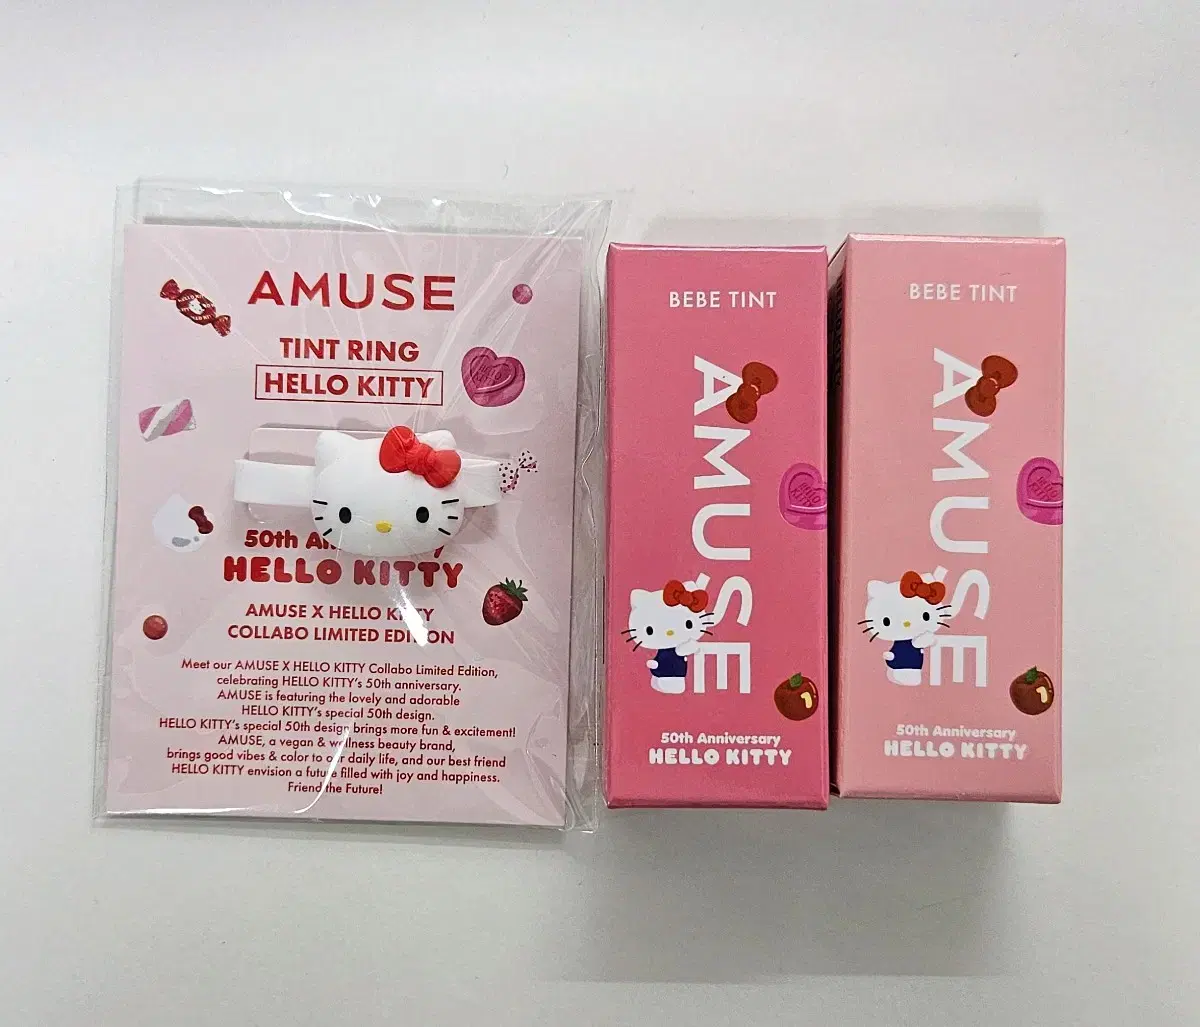 AMUSE
TINT RING
HELLO KITTY
50th
HELLO KITTY
AMUSE X HELLO KITTY
COLLABO LIMITED EDITION
Meet our AMUSE X HELLO KITTY Collabo Limited Edition,
celebrating HELLO KITTY's 50th anniversary.
AMUSE is featuring the lovely and adorable
HELLO KITTY's special 50th design.
HELLO KITTY's special 50th design brings more fun & excitement!
AMUSE, a vegan & wellness beauty brand,
brings good vibes & color to our daily life, and our best friend
HELLO KITTY envision a future filled with joy and happiness.
Friend the Future!
BEBE TINT
AMUSE
50th Anniversary
HELLO KITTY
BEBE TINT
AMUSE
50th Anniversary
HELLO KITTY